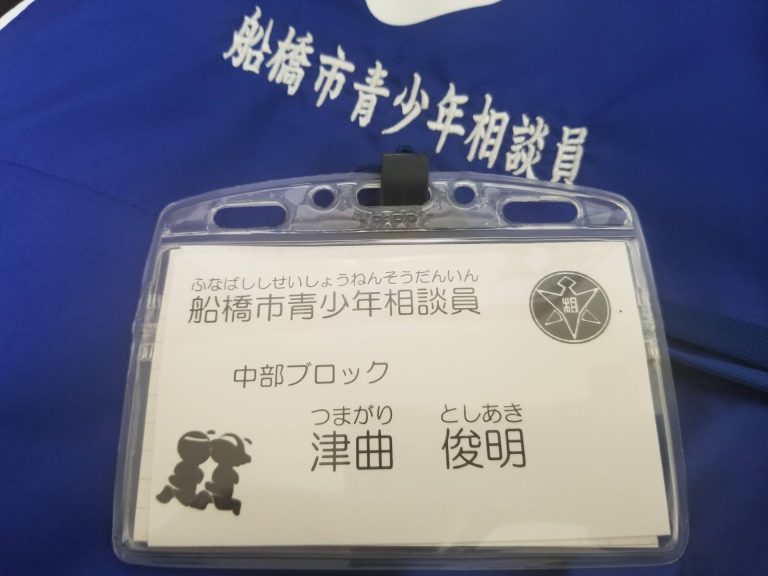 船橋市青少年相談員
ふなばししせいしょうねんそうだんいん
船橋市青少年相談員
相
中部ブロック
つまがり としあき
津曲 俊明